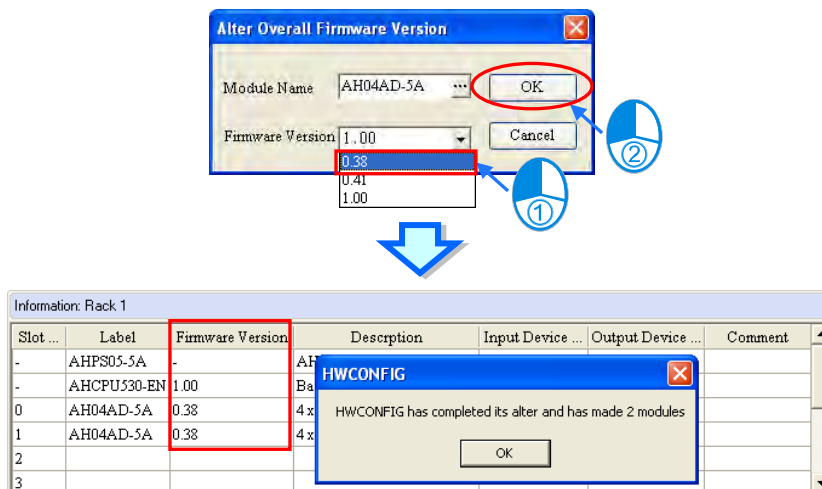 Alter Overall Firmware Version
Module Name AH04AD-5A ... OK
Firmware Version 1.00 Cancel
0.38
0.41
1.00
②
①
Information: Rack 1
Slot ... Label Firmware Version Descrption Input Device ... Output Device ... Comment
- AHPS05-5A - AH
- AHCPU530-EN 1.00 Ba
0 AH04AD-5A 0.38 4 x
1 AH04AD-5A 0.38 4 x
2
3
HWCONFIG
HWCONFIG has completed its alter and has made 2 modules
OK